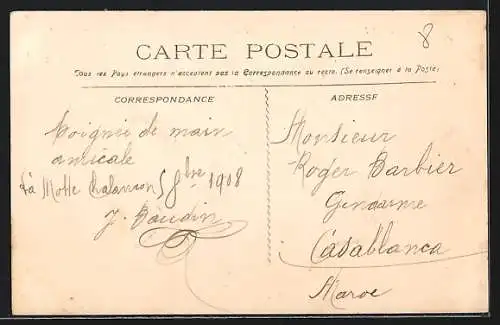 8
CARTE POSTALE
Tous les Pays étrangers n'acceptent pas la Correspondance au recto. (Se renseigner à la Poste)
CORRESPONDANCE
Poignée de main
amicale
La Motte Chalancon 8bre 1908
J. Baudin
ADRESSE
Monsieur
Roger Barbier
Gendarme
Casablanca
Maroc